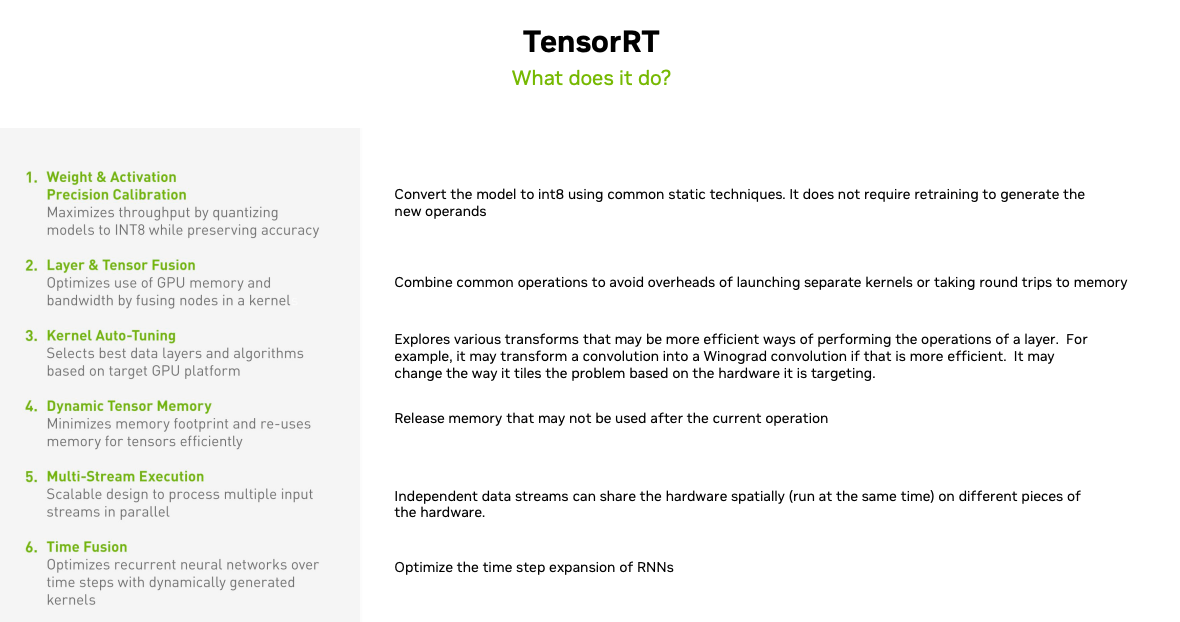 TensorRT
What does it do?
1. Weight & Activation
Precision Calibration
Maximizes throughput by quantizing
models to INT8 while preserving accuracy
Convert the model to int8 using common static techniques. It does not require retraining to generate the
new operands
2. Layer & Tensor Fusion
Optimizes use of GPU memory and
bandwidth by fusing nodes in a kernel
Combine common operations to avoid overheads of launching separate kernels or taking round trips to memory
3. Kernel Auto-Tuning
Selects best data layers and algorithms
based on target GPU platform
Explores various transforms that may be more efficient ways of performing the operations of a layer.  For
example, it may transform a convolution into a Winograd convolution if that is more efficient.  It may
change the way it tiles the problem based on the hardware it is targeting.
4. Dynamic Tensor Memory
Minimizes memory footprint and re-uses
memory for tensors efficiently
Release memory that may not be used after the current operation
5. Multi-Stream Execution
Scalable design to process multiple input
streams in parallel
Independent data streams can share the hardware spatially (run at the same time) on different pieces of
the hardware.
6. Time Fusion
Optimizes recurrent neural networks over
time steps with dynamically generated
kernels
Optimize the time step expansion of RNNs